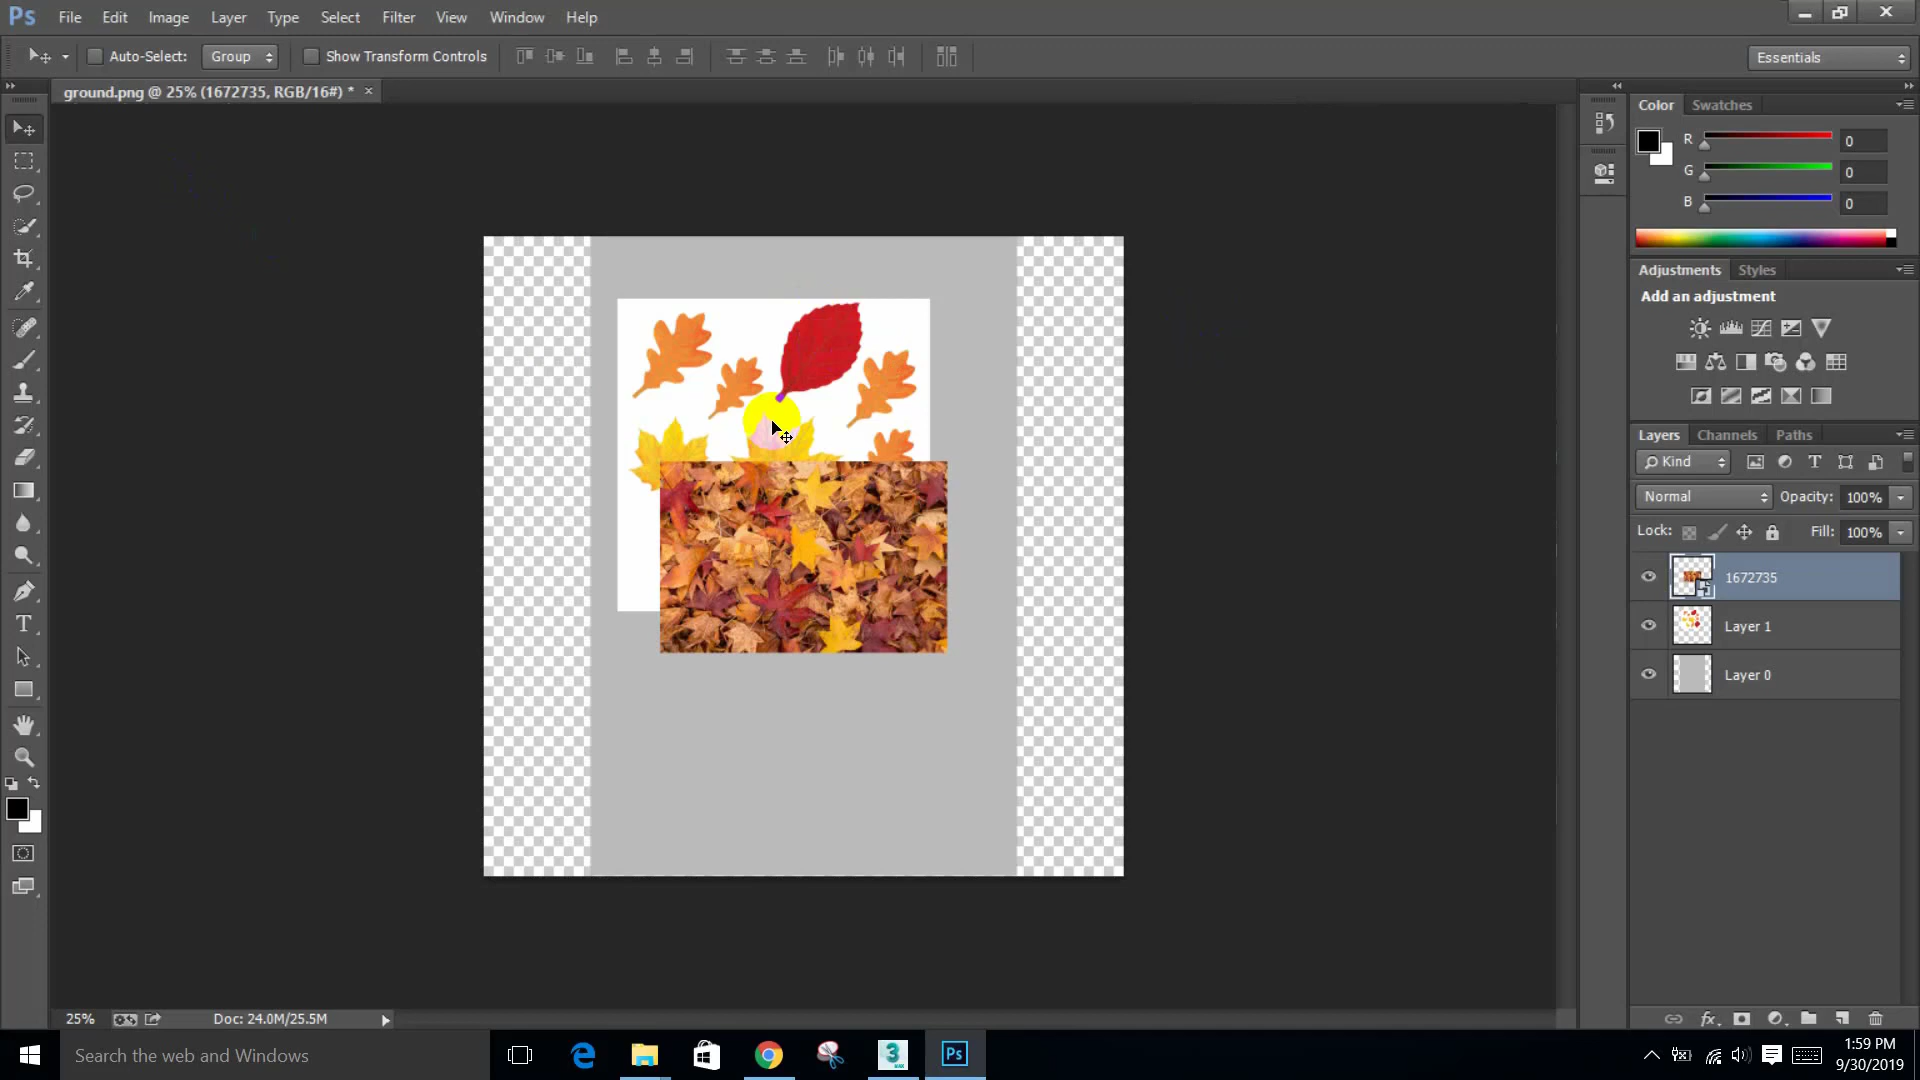 Ps File Edit Image Layer Type Select Filter View Window Help
Auto-Select: Group Show Transform Controls Essentials
ground.png @ 25% (1672735, RGB/16#) * ×
Color Swatches
R 0
G 0
B 0
Adjustments Styles
Add an adjustment
Layers Channels Paths
Kind
Normal Opacity: 100%
Lock: Fill: 100%
1672735
Layer 1
Layer 0
25% Doc: 24.0M/25.5M
Search the web and Windows
1:59 PM
9/30/2019